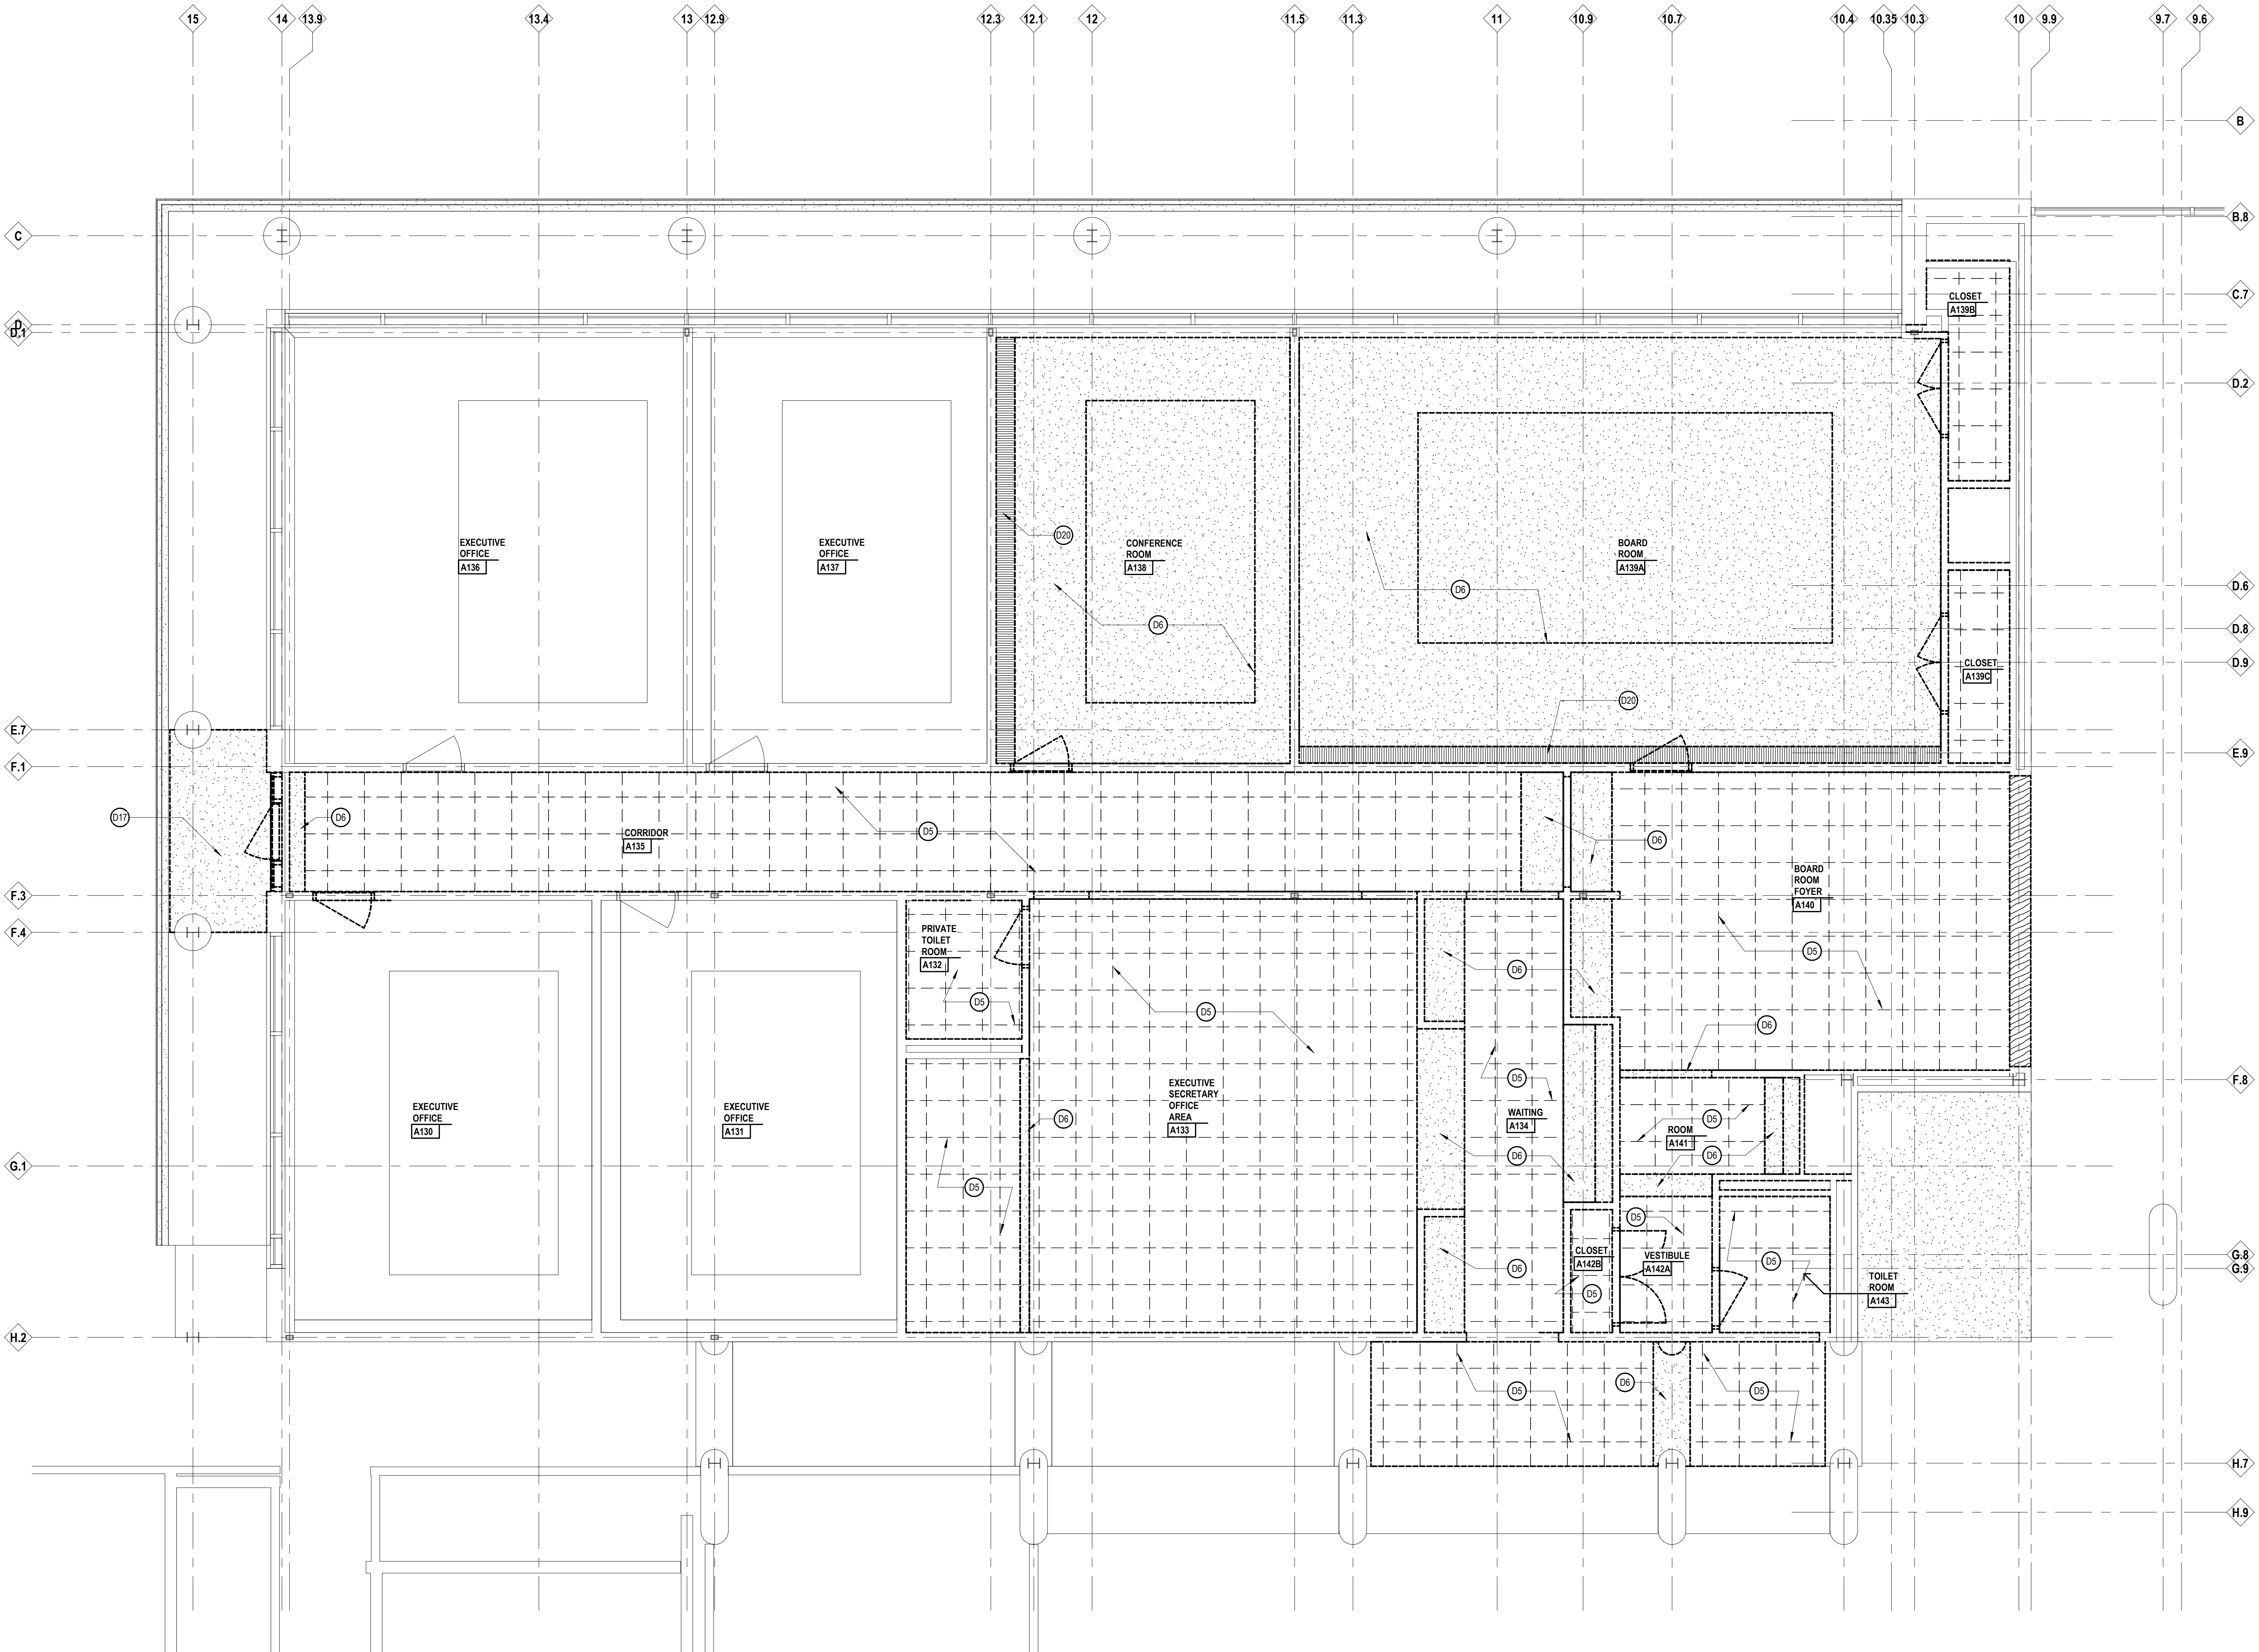 15
14
13.9
13.4
13
12.9
12.3
12.1
12
11.5
11.3
11
10.9
10.7
10.4
10.35
10.3
10
9.9
9.7
9.6
B
B.8
C
C.7
CLOSET
A139B
D
D.1
D.2
EXECUTIVE
OFFICE
A136
EXECUTIVE
OFFICE
A137
D20
CONFERENCE
ROOM
A138
BOARD
ROOM
A139A
D6
D6
D.6
D.8
CLOSET
A139C
D.9
D20
E.7
E.9
F.1
D17
D6
CORRIDOR
A135
D5
D6
BOARD
ROOM
FOYER
A140
F.3
F.4
PRIVATE
TOILET
ROOM
A132
D5
D5
D6
D5
D6
EXECUTIVE
OFFICE
A130
EXECUTIVE
OFFICE
A131
D6
EXECUTIVE
SECRETARY
OFFICE
AREA
A133
D5
WAITING
A134
D5
ROOM
A141
F.8
G.1
D5
D6
D6
D5
D6
CLOSET
A142B
D5
VESTIBULE
A142A
D5
TOILET
ROOM
A143
G.8
G.9
H.2
D5
D6
D5
H.7
H.9